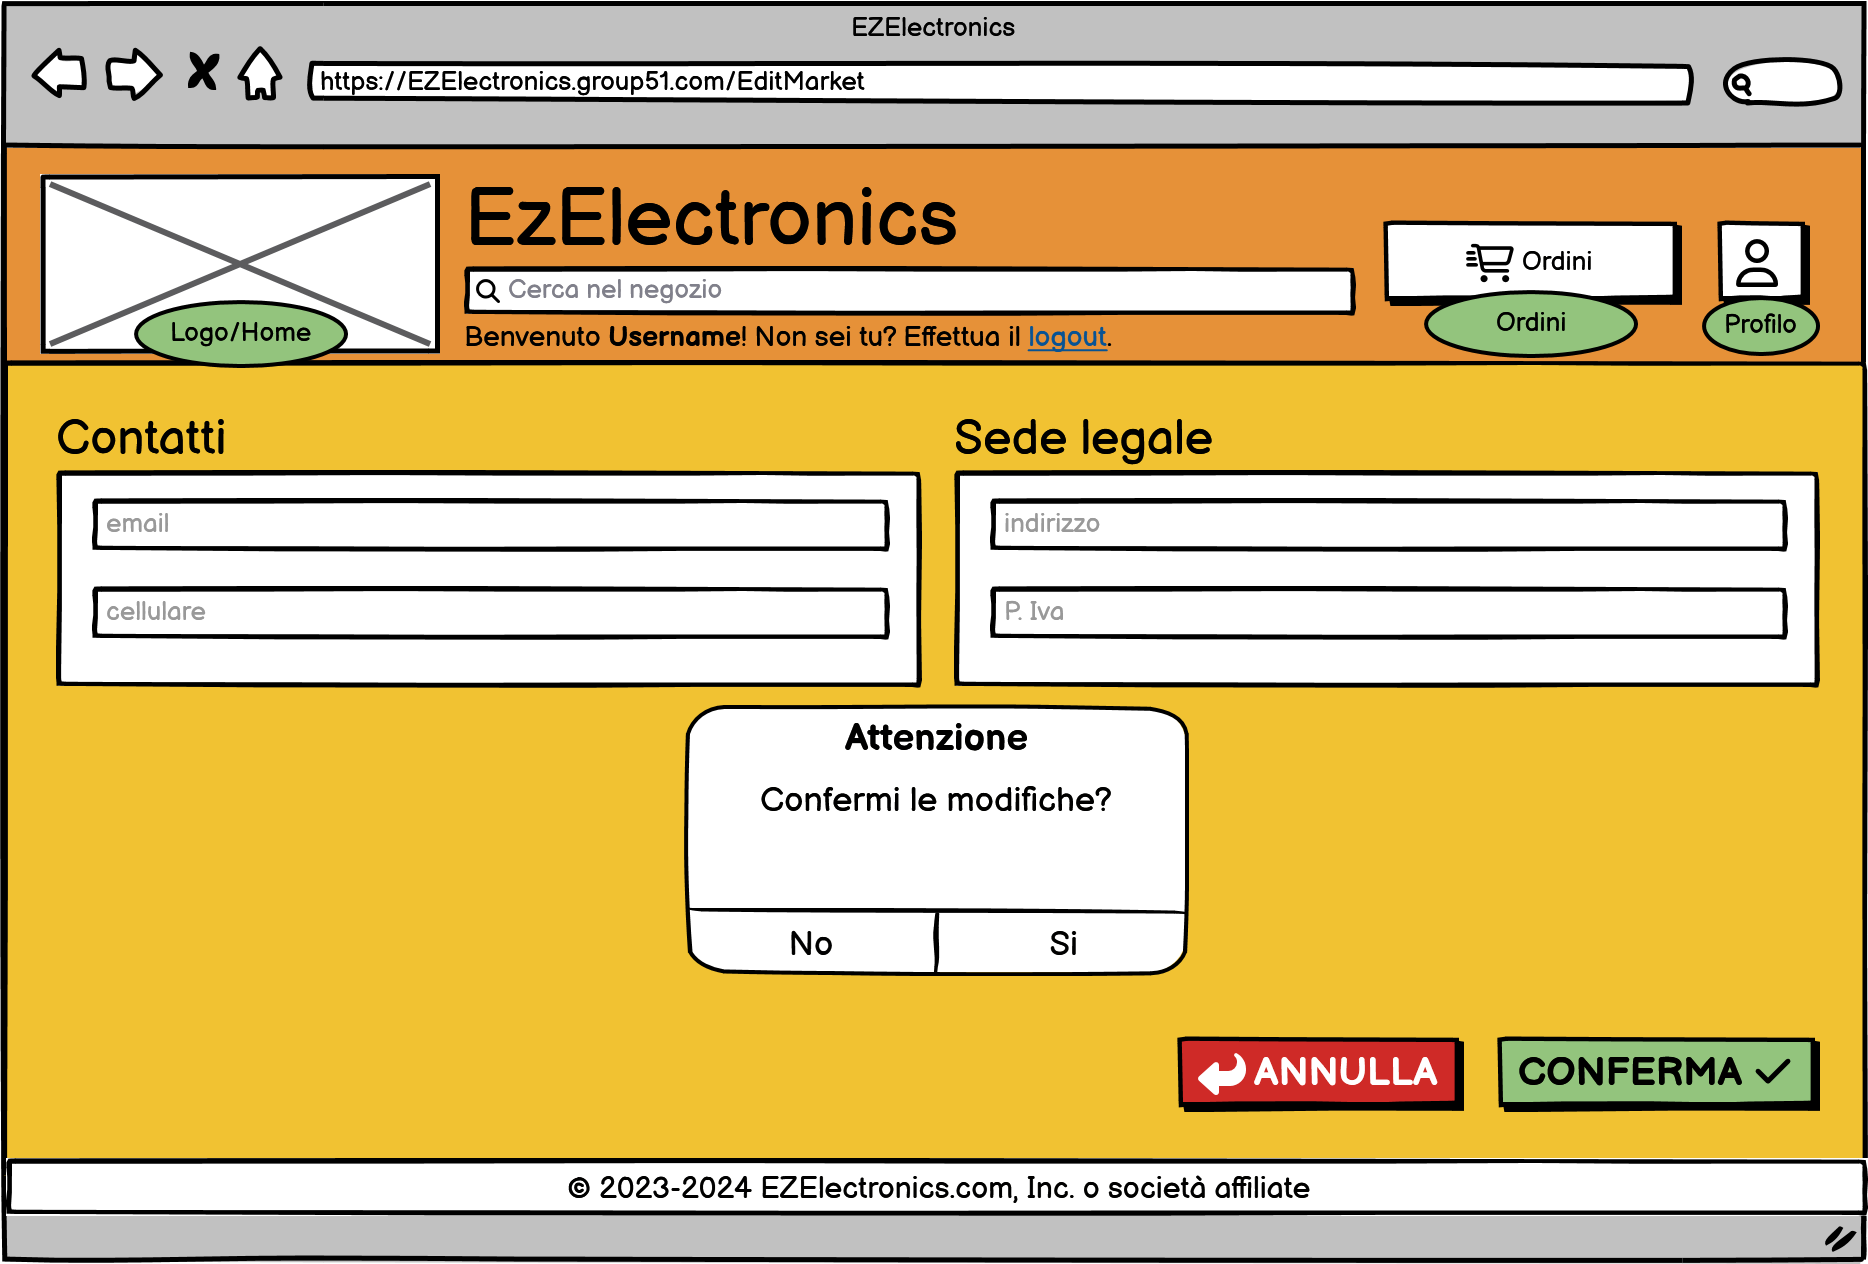 EZElectronics
https://EZElectronics.group51.com/EditMarket
EzElectronics
Cerca nel negozio
Benvenuto Username! Non sei tu? Effettua il logout.
Logo/Home
Ordini
Ordini
Profilo
Contatti
email
cellulare
Sede legale
indirizzo
P. Iva
Attenzione
Confermi le modifiche?
No
Si
ANNULLA
CONFERMA
© 2023-2024 EZElectronics.com, Inc. o società affiliate